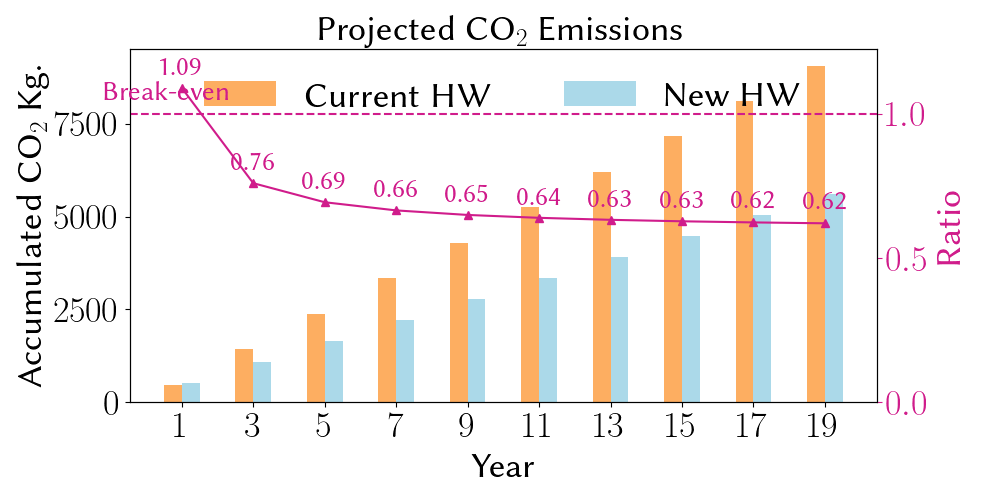 Projected CO₂ Emissions
Accumulated CO₂ Kg.
7500
5000
2500
0
Current HW
New HW
Break-even
1.09
0.76
0.69
0.66
0.65
0.64
0.63
0.63
0.62
0.62
1.0
0.5
0.0
Ratio
1 3 5 7 9 11 13 15 17 19
Year